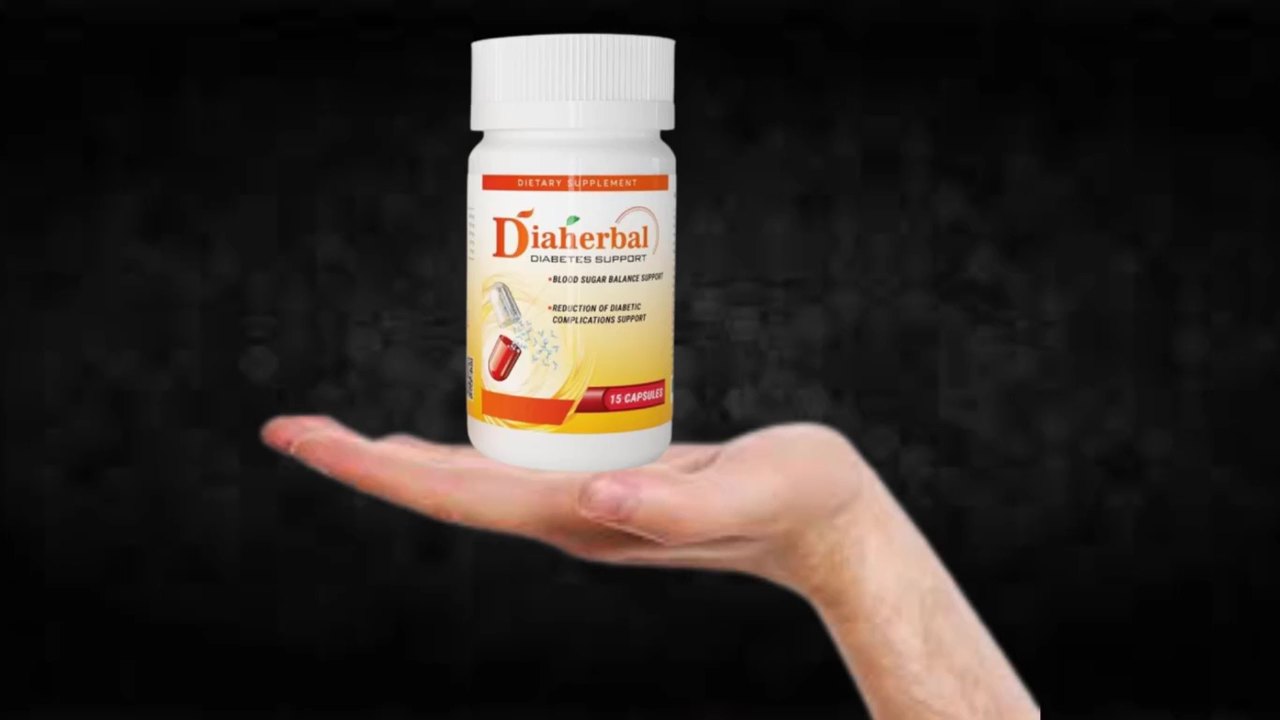 DIETARY SUPPLEMENT
Diaherbal
DIABETES SUPPORT
•BLOOD SUGAR BALANCE SUPPORT
•REDUCTION OF DIABETIC
COMPLICATIONS SUPPORT
15 CAPSULES